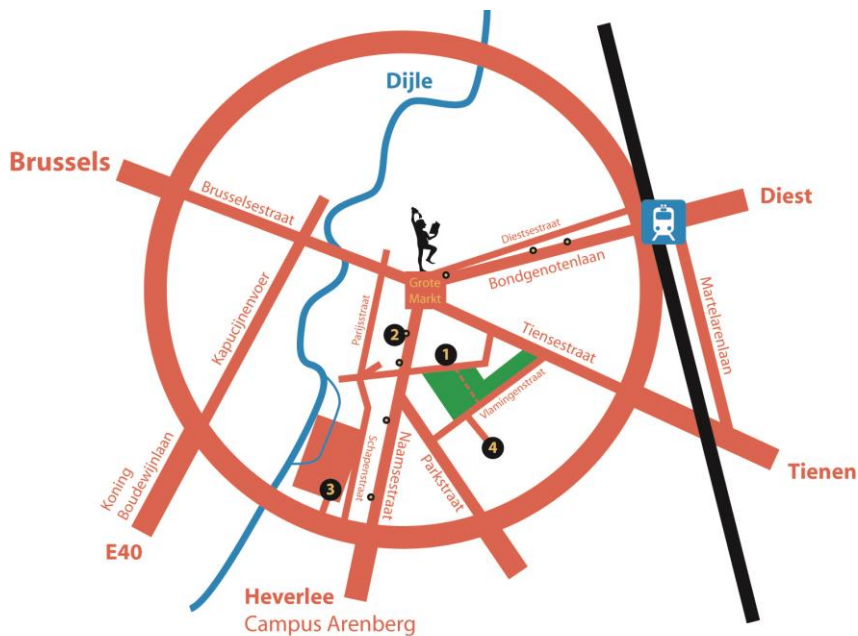 Dijle
Brussels
Brusselsestraat
Diest
Diestsestraat
Bondgenotenlaan
Grote
Markt
Kapucijnenvoer
Parijsstraat
Martelarenlaan
Tiensestraat
2
1
Vlamingenstraat
4
Naamsestraat
Schapenstraat
Parkstraat
3
Koning
Boudewijnlaan
Tienen
E40
Heverlee
Campus Arenberg